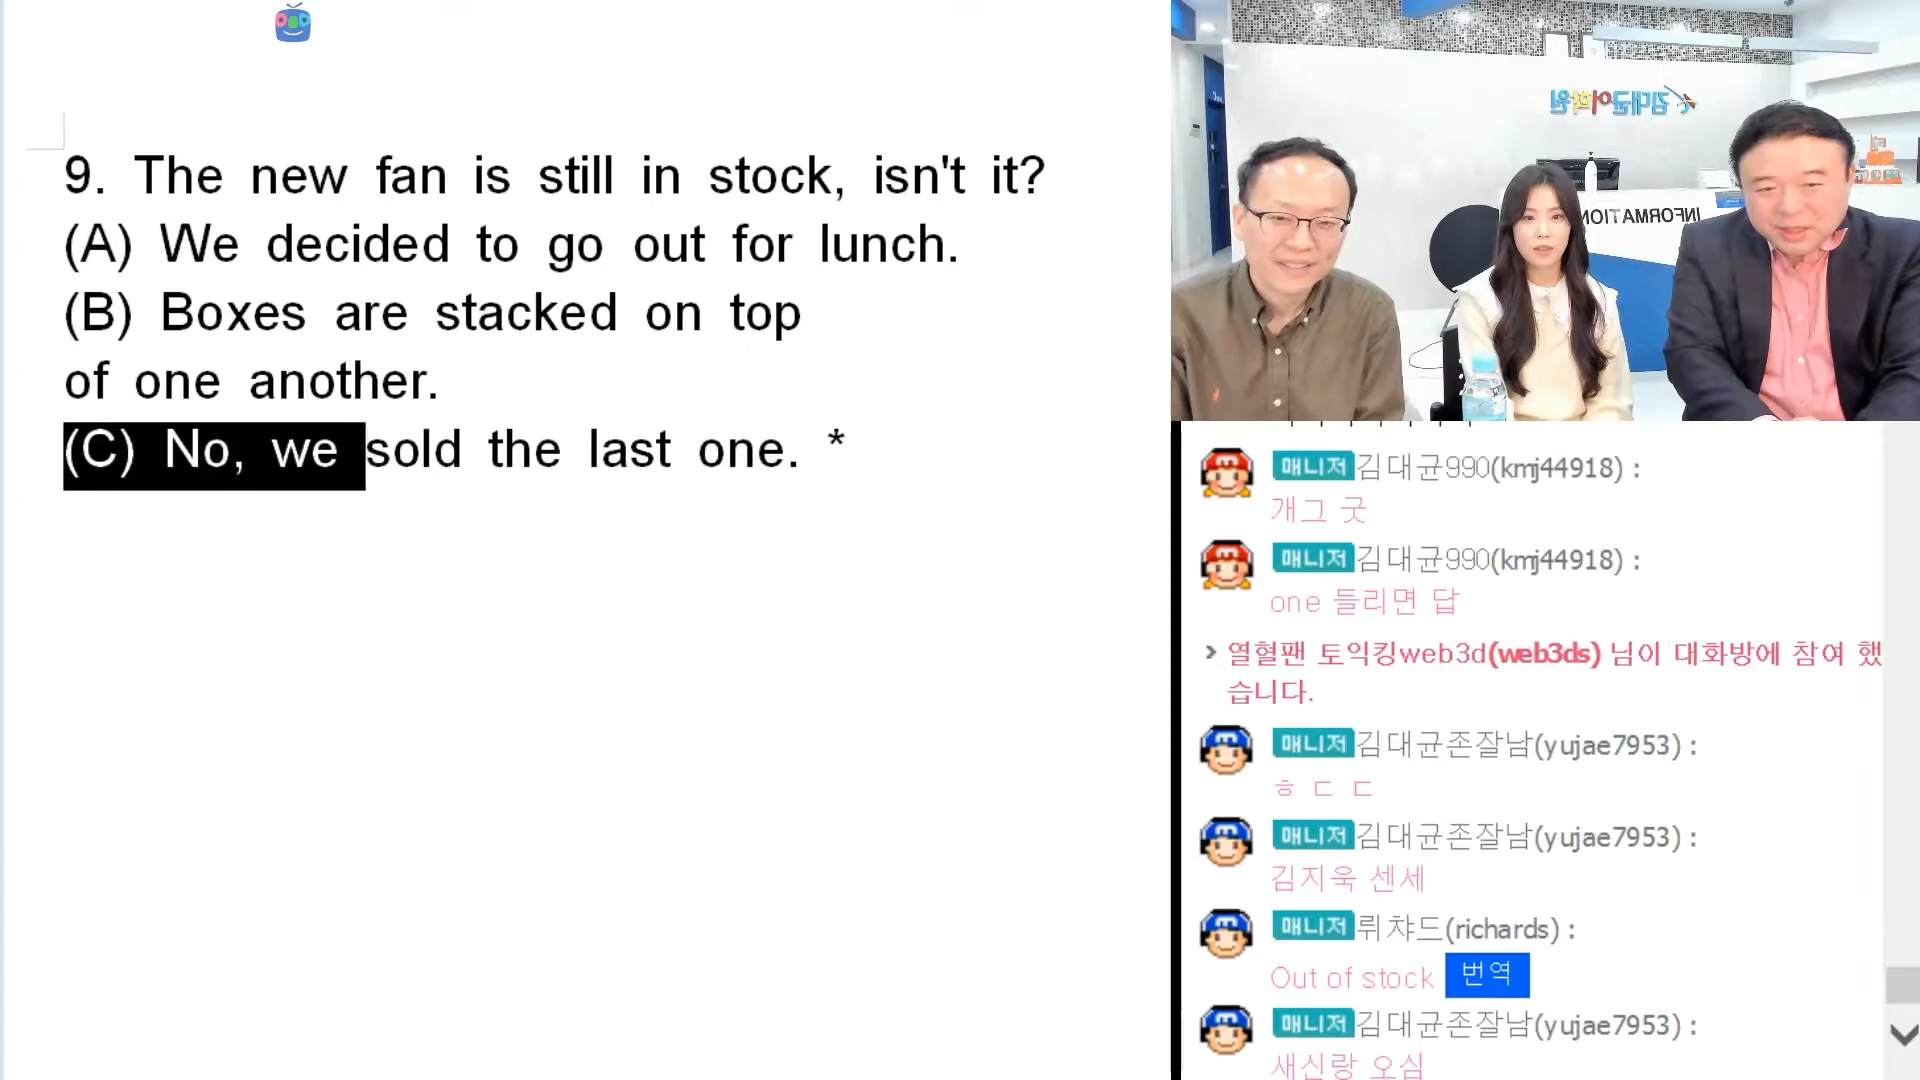 9. The new fan is still in stock, isn't it?
(A) We decided to go out for lunch.
(B) Boxes are stacked on top
of one another.
(C) No, we sold the last one. *
김대균어학원
INFORMATION
매니저 김대균990(kmj44918) :
개그 굿
매니저 김대균990(kmj44918) :
one 들리면 답
> 열혈팬 토익킹web3d(web3ds) 님이 대화방에 참여 했
습니다.
매니저 김대균존잘남(yujae7953) :
ㅎ ㄷ ㄷ
매니저 김대균존잘남(yujae7953) :
김지욱 센세
매니저 뤼챠드(richards) :
Out of stock 번역
매니저 김대균존잘남(yujae7953) :
새신랑 오심